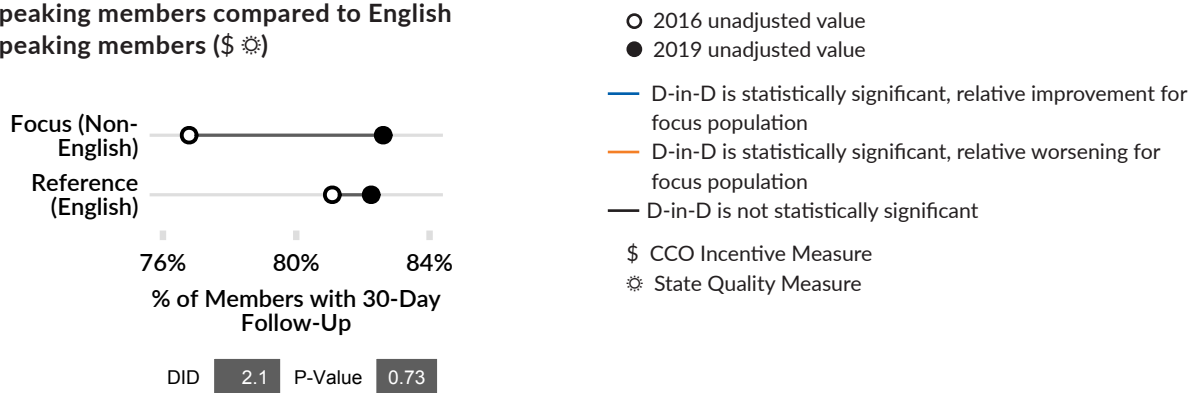 peaking members compared to English
peaking members ($ ☼)
Focus (Non-
English)
Reference
(English)
76%
80%
84%
% of Members with 30-Day
Follow-Up
DID 2.1 P-Value 0.73
2016 unadjusted value
2019 unadjusted value
D-in-D is statistically significant, relative improvement for
focus population
D-in-D is statistically significant, relative worsening for
focus population
D-in-D is not statistically significant
$ CCO Incentive Measure
☼ State Quality Measure